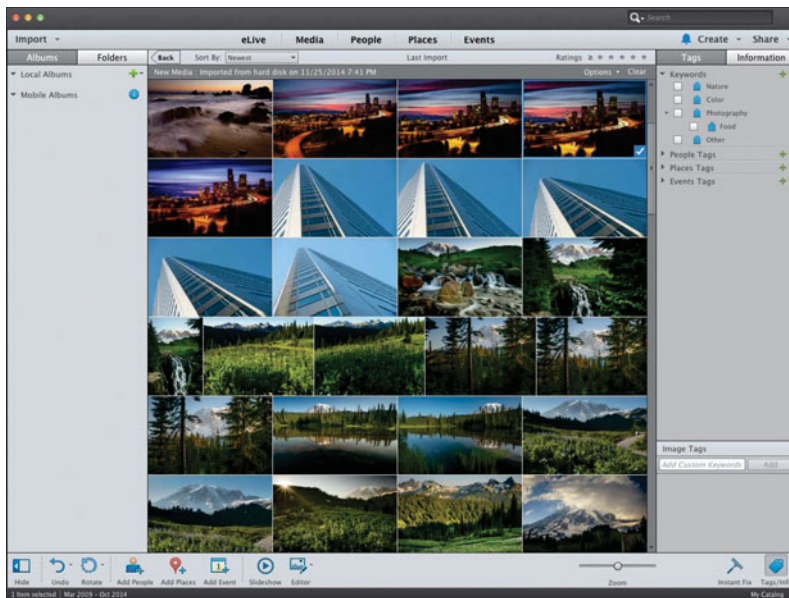 Search
Import eLive Media People Places Events Create Share
Albums Folders Back Sort By: Newest Last Import Ratings ≥ Tags Information
Local Albums
Mobile Albums
New Media : Imported from hard disk on 11/25/2014 7:41 PM Options Clear
Keywords
Nature
Color
Photography
Food
Other
People Tags
Places Tags
Events Tags
Image Tags
Add Custom Keywords Add
Hide Undo Rotate Add People Add Places Add Event Slideshow Editor Zoom Instant Fix Tags/Inf
1 Item selected Mar 2009 - Oct 2014 My Catalog